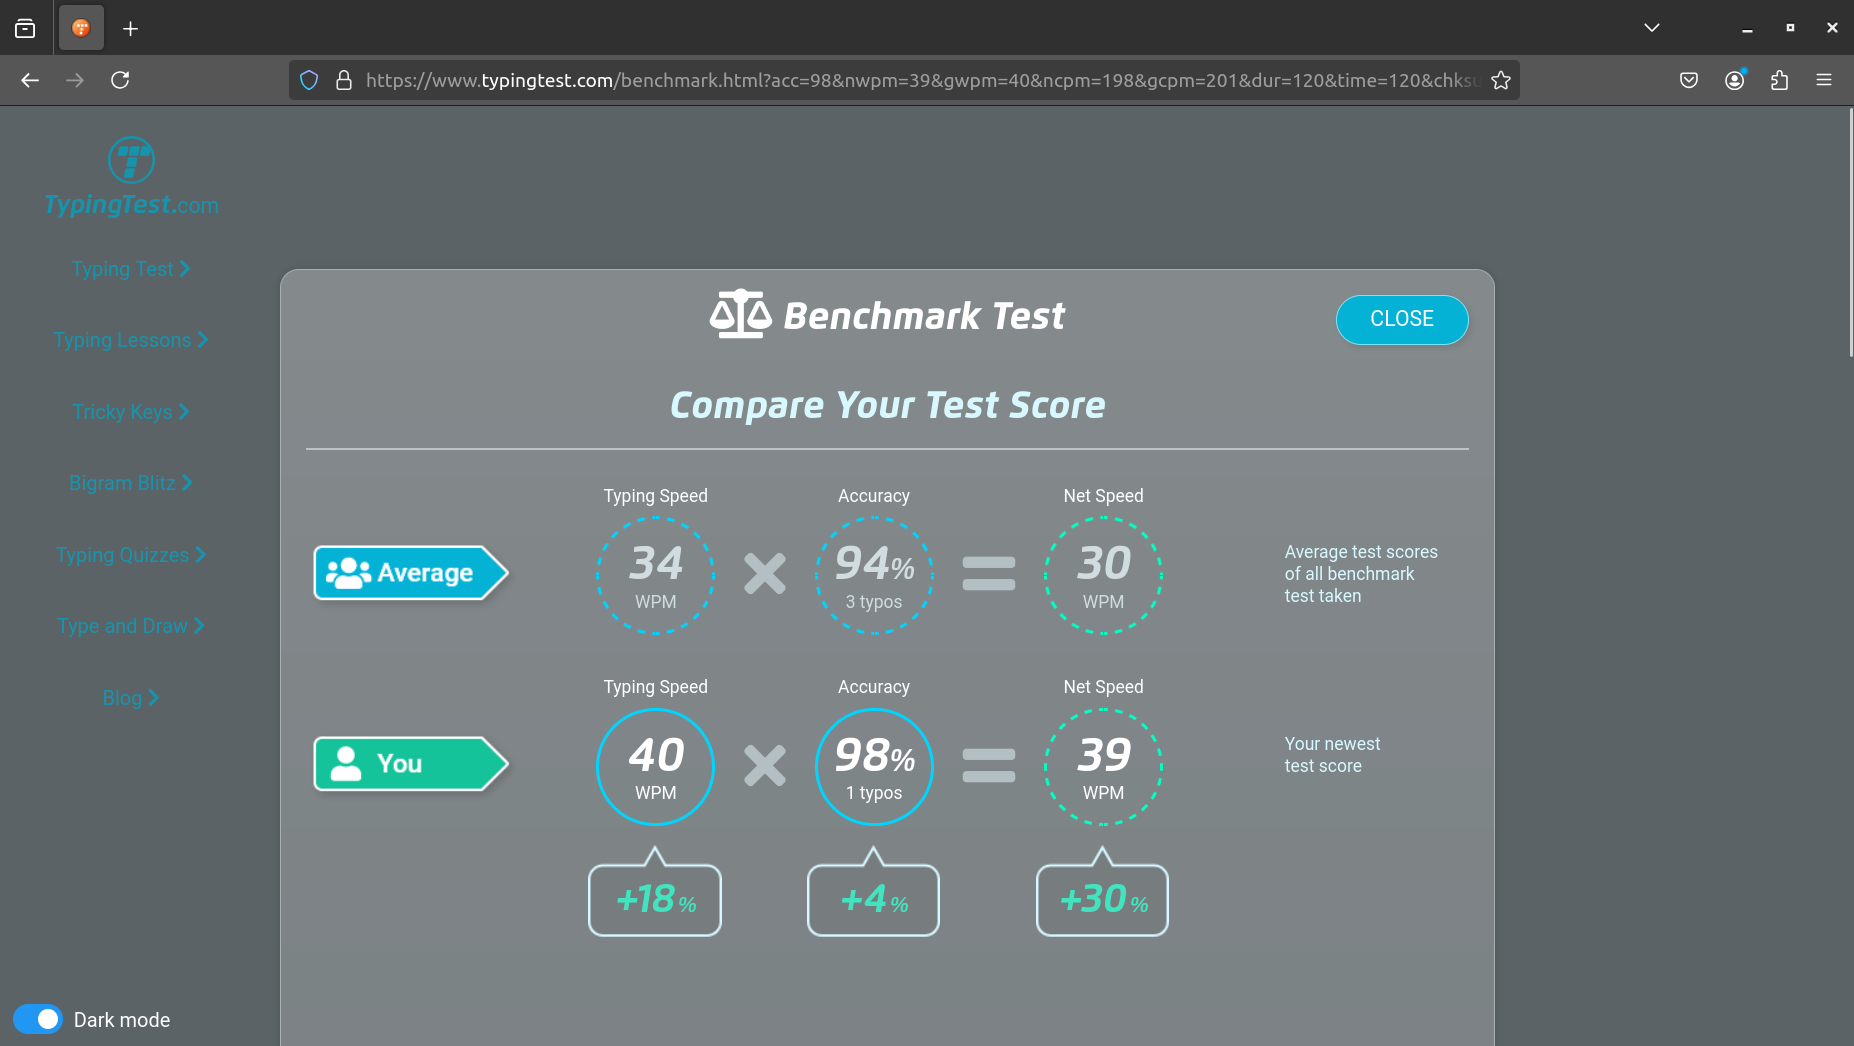 https://www.typingtest.com/benchmark.html?acc=98&nwpm=39&gwpm=40&ncpm=198&gcpm=201&dur=120&time=120&chksu
TypingTest.com
Typing Test
Typing Lessons
Tricky Keys
Bigram Blitz
Typing Quizzes
Type and Draw
Blog
Dark mode
Benchmark Test
CLOSE
Compare Your Test Score
Typing Speed Accuracy Net Speed
Average
34 WPM
94% 3 typos
30 WPM
Average test scores
of all benchmark
test taken
Typing Speed Accuracy Net Speed
You
40 WPM
98% 1 typos
39 WPM
Your newest
test score
+18% +4% +30%